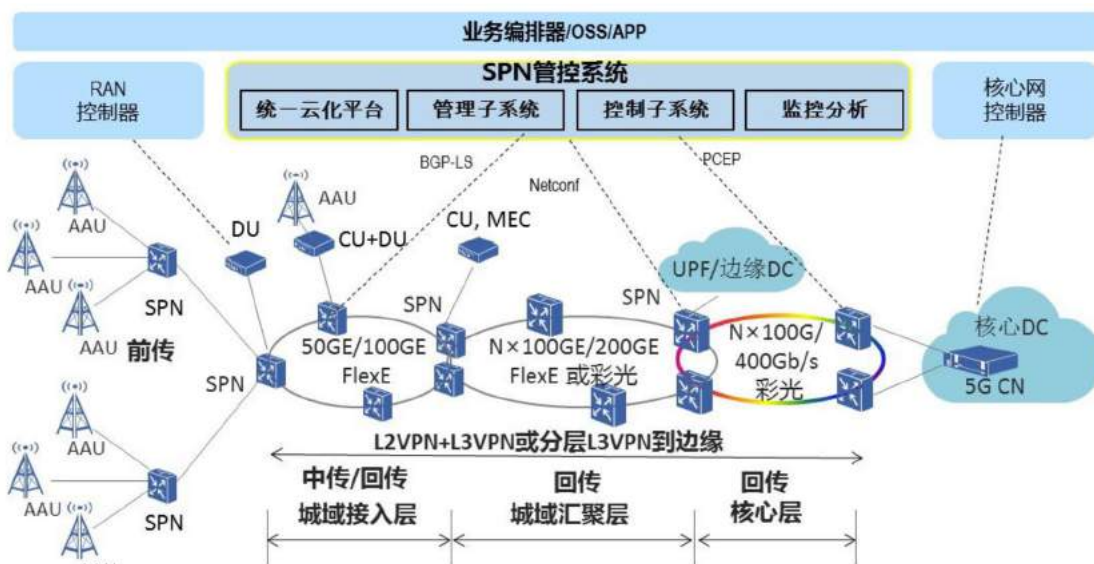 业务编排器/OSS/APP
RAN
控制器
SPN管控系统
统一云化平台
管理子系统
控制子系统
监控分析
核心网
控制器
BGP-LS
Netconf
PCEP
AAU
AAU
AAU
SPN
前传
DU
AAU
CU+DU
CU, MEC
SPN
SPN
UPF/边缘DC
SPN
50GE/100GE
FlexE
N×100GE/200GE
FlexE 或彩光
N×100G/
400Gb/s
彩光
核心DC
5G CN
AAU
AAU
SPN
L2VPN+L3VPN或分层L3VPN到边缘
中传/回传
城域接入层
回传
城域汇聚层
回传
核心层